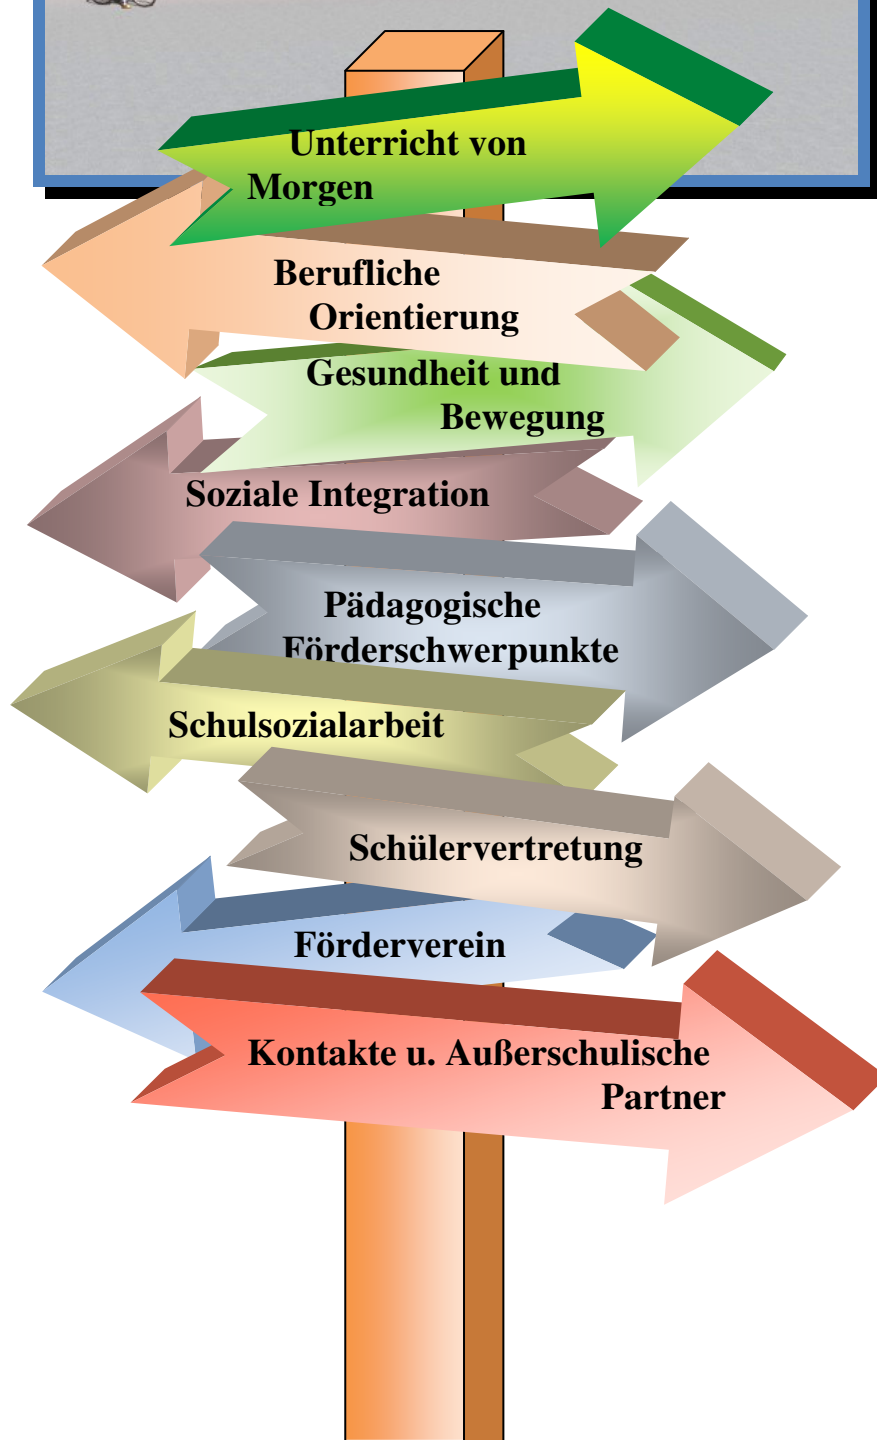 Unterricht von
Morgen
Berufliche
Orientierung
Gesundheit und
Bewegung
Soziale Integration
Pädagogische
Förderschwerpunkte
Schulsozialarbeit
Schülervertretung
Förderverein
Kontakte u. Außerschulische
Partner